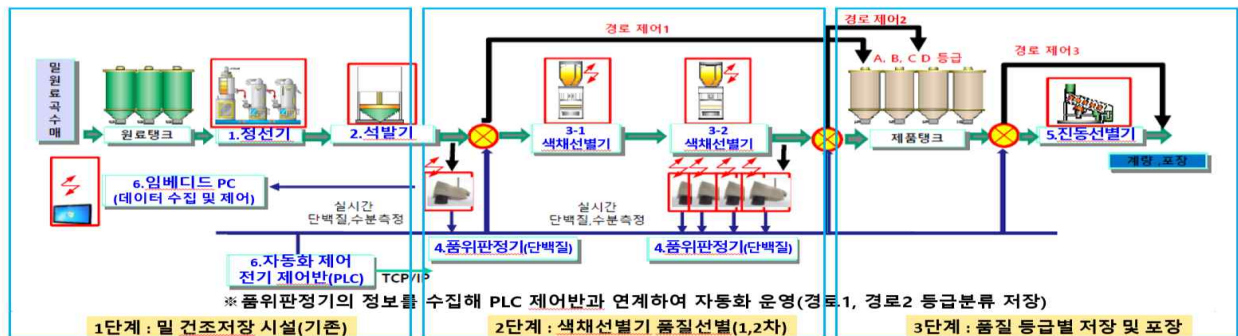 경로 제어1
경로 제어2
A, B, C D 등급
경로 제어3
밀원료곡수매
원료탱크
1.정선기
2.석발기
3-1
색채선별기
3-2
색채선별기
제품탱크
5.진동선별기
계량 ,포장
6.임베디드 PC
(데이터 수집 및 제어)
실시간
단백질,수분측정
실시간
단백질,수분측정
4.품위판정기(단백질)
4.품위판정기(단백질)
6.자동화 제어
전기 제어반(PLC)
TCP/IP
※품위판정기의 정보를 수집해 PLC 제어반과 연계하여 자동화 운영(경로1, 경로2 등급분류 저장)
1단계 : 밀 건조저장 시설(기존)
2단계 : 색채선별기 품질선별(1,2차)
3단계 : 품질 등급별 저장 및 포장